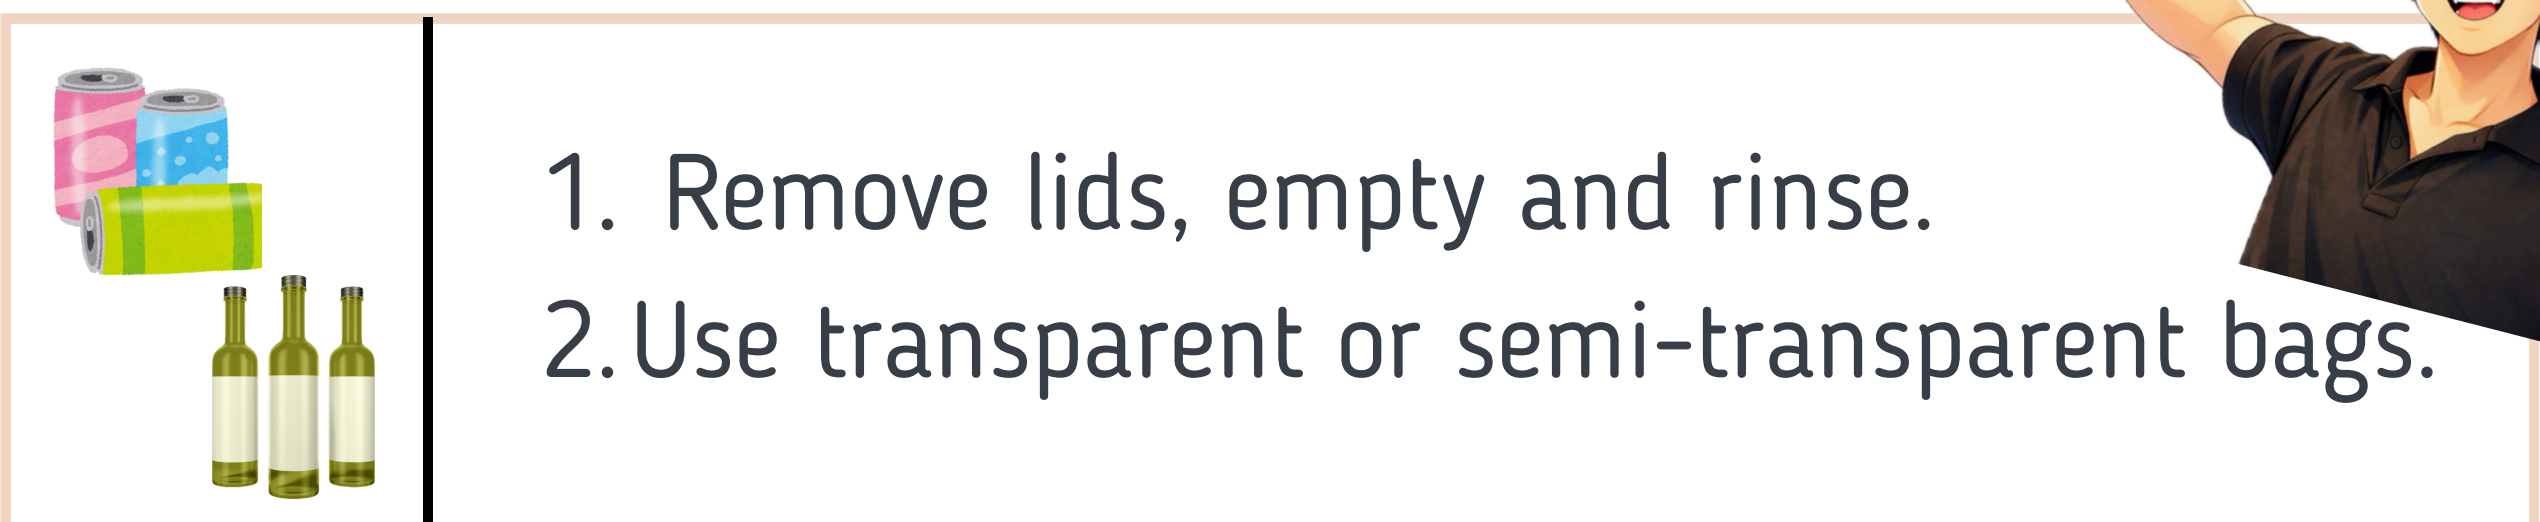 1. Remove lids, empty and rinse.
2. Use transparent or semi-transparent bags.